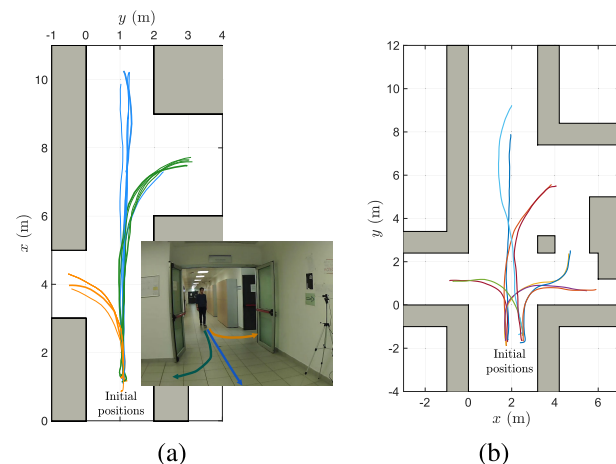 y (m)
-1 0 1 2 3 4
10
8
6
4
2
0
x (m)
Initial
positions
(a)
12
10
8
6
4
2
0
-2
-4
y (m)
Initial
positions
-2 0 2 4 6
x (m)
(b)